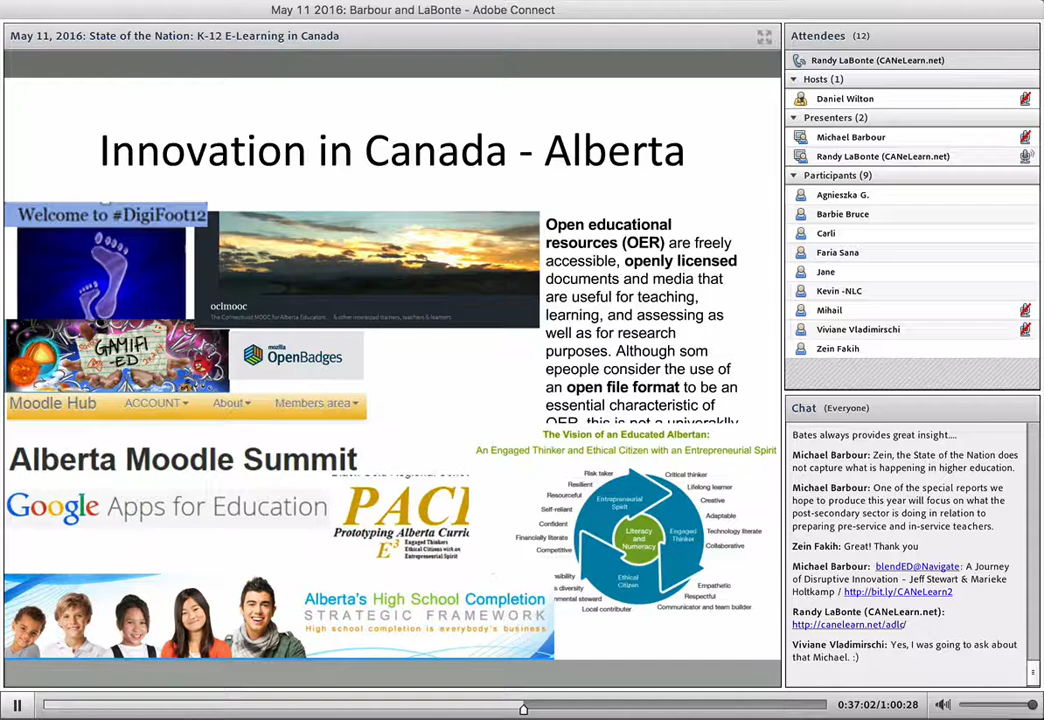 May 11 2016: Barbour and LaBonte - Adobe Connect
May 11, 2016: State of the Nation: K-12 E-Learning in Canada
Innovation in Canada - Alberta
Welcome to #DigiFoot12
oclmooc
GAMIFI
-ED
mozilla
OpenBadges
Moodle Hub ACCOUNT About Members area
Open educational
resources (OER) are freely
accessible, openly licensed
documents and media that
are useful for teaching,
learning, and assessing as
well as for research
purposes. Although som
epeople consider the use of
an open file format to be an
essential characteristic of
Alberta Moodle Summit
Google Apps for Education
PACI
Prototyping Alberta Curric
E³
Engaged Thinkers
Ethical Citizens with an
Entrepreneurial Spirit
The Vision of an Educated Albertan:
An Engaged Thinker and Ethical Citizen with an Entrepreneurial Spirit
Risk taker
Resilient
Resourceful
Self-reliant
Confident
Financially literate
Competitive
Critical thinker
Lifelong learner
Creative
Adaptable
Technology literate
Collaborative
Entrepreneurial
Spirit
Engaged
Thinker
Literacy
and
Numeracy
Ethical
Citizen
sibility
s diversity
nmental steward
Local contributor
Empathetic
Respectful
Communicator and team builder
Alberta's High School Completion
STRATEGIC FRAMEWORK
High school completion is everybody's business
Attendees (12)
Randy LaBonte (CANeLearn.net)
Hosts (1)
Daniel Wilton
Presenters (2)
Michael Barbour
Randy LaBonte (CANeLearn.net)
Participants (9)
Agnieszka G.
Barbie Bruce
Carli
Faria Sana
Jane
Kevin -NLC
Mihail
Viviane Vladimirschi
Zein Fakih
Chat (Everyone)
Bates always provides great insight....
Michael Barbour: Zein, the State of the Nation does
not capture what is happening in higher education.
Michael Barbour: One of the special reports we
hope to produce this year will focus on what the
post-secondary sector is doing in relation to
preparing pre-service and in-service teachers.
Zein Fakih: Great! Thank you
Michael Barbour: blendED@Navigate: A Journey
of Disruptive Innovation – Jeff Stewart & Marieke
Holtkamp / http://bit.ly/CANeLearn2
Randy LaBonte (CANeLearn.net):
http://canelearn.net/adlc/
Viviane Vladimirschi: Yes, I was going to ask about
that Michael. :)
0:37:02/1:00:28